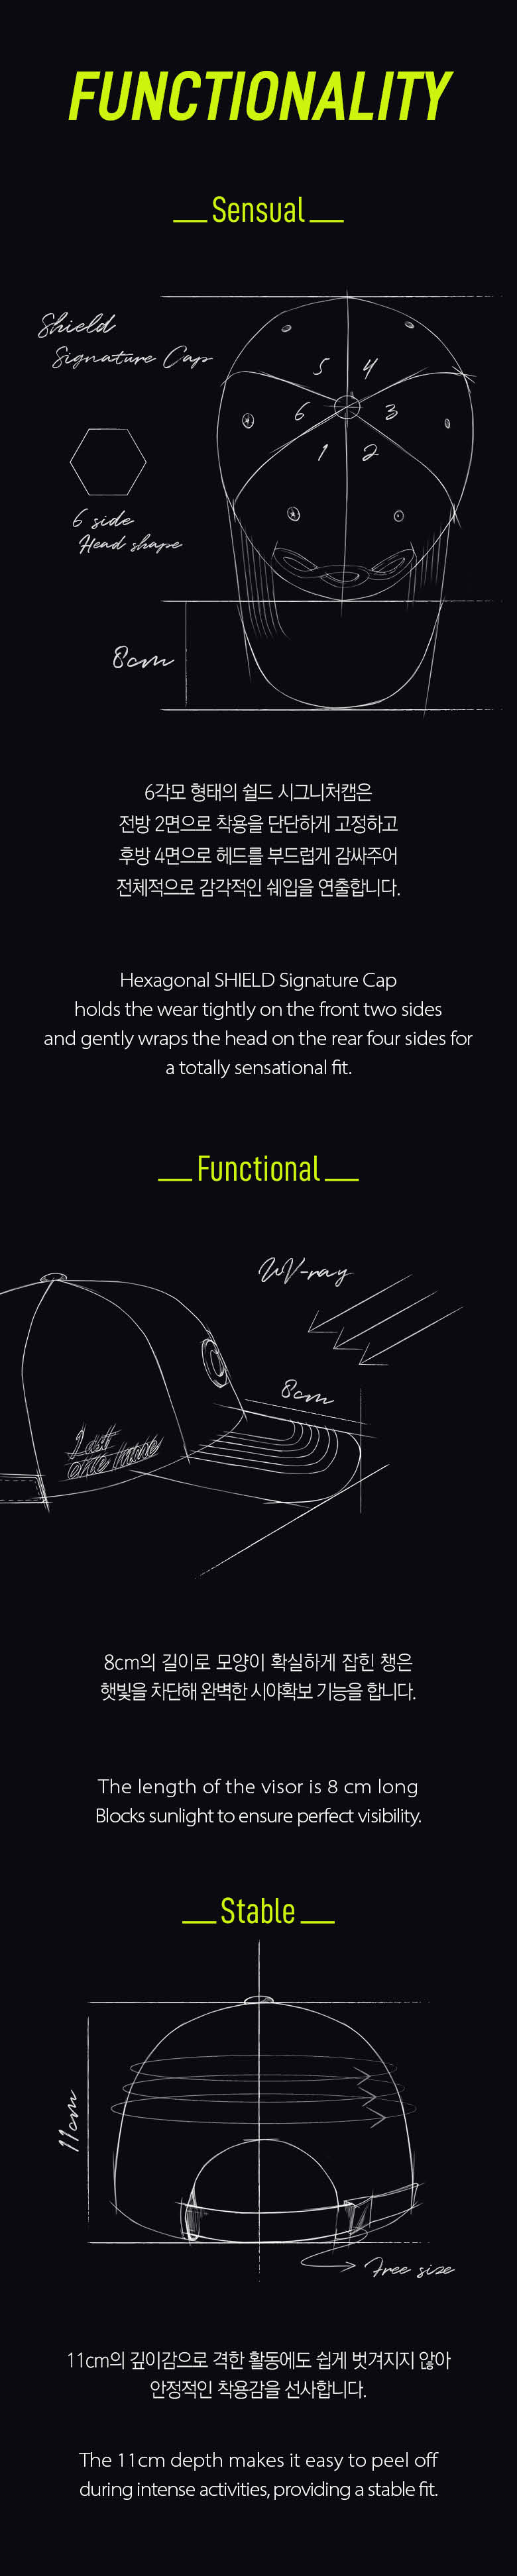 FUNCTIONALITY
Sensual
Shield
Signature Cap
5 4
6 3
1 2
6 side
Head shape
8cm
6각모 형태의 쉴드 시그니처캡은
전방 2면으로 착용을 단단하게 고정하고
후방 4면으로 헤드를 부드럽게 감싸주어
전체적으로 감각적인 쉐입을 연출합니다.
Hexagonal SHIELD Signature Cap
holds the wear tightly on the front two sides
and gently wraps the head on the rear four sides for
a totally sensational fit.
Functional
UV-ray
8cm
Last
one mile
8cm의 길이로 모양이 확실하게 잡힌 챙은
햇빛을 차단해 완벽한 시야확보 기능을 합니다.
The length of the visor is 8 cm long
Blocks sunlight to ensure perfect visibility.
Stable
11cm
Free size
11cm의 깊이감으로 격한 활동에도 쉽게 벗겨지지 않아
안정적인 착용감을 선사합니다.
The 11cm depth makes it easy to peel off
during intense activities, providing a stable fit.